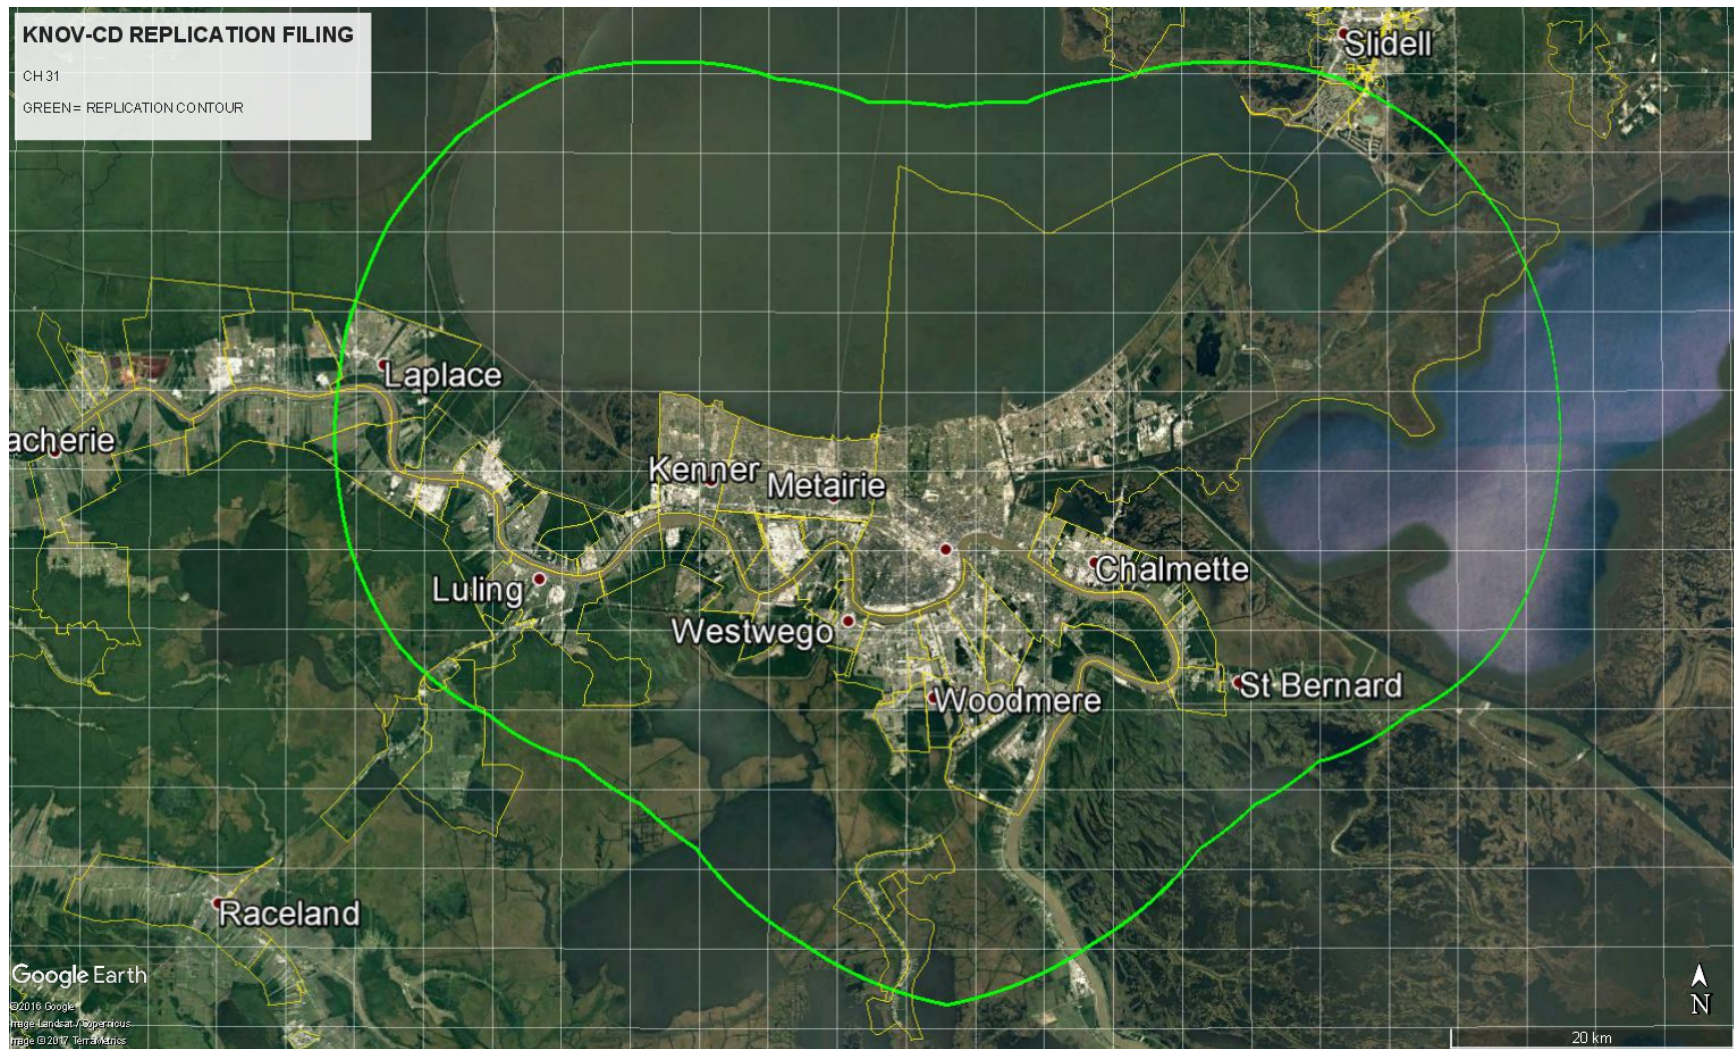 KNOV-CD REPLICATION FILING
CH 31
GREEN = REPLICATION CONTOUR
Slidell
Laplace
acherie
Kenner
Metairie
Luling
Chalmette
Westwego
St Bernard
Woodmere
Raceland
Google Earth
©2016 Google
Image Landsat / Copernicus
Image © 2017 TerraMetrics
N
20 km